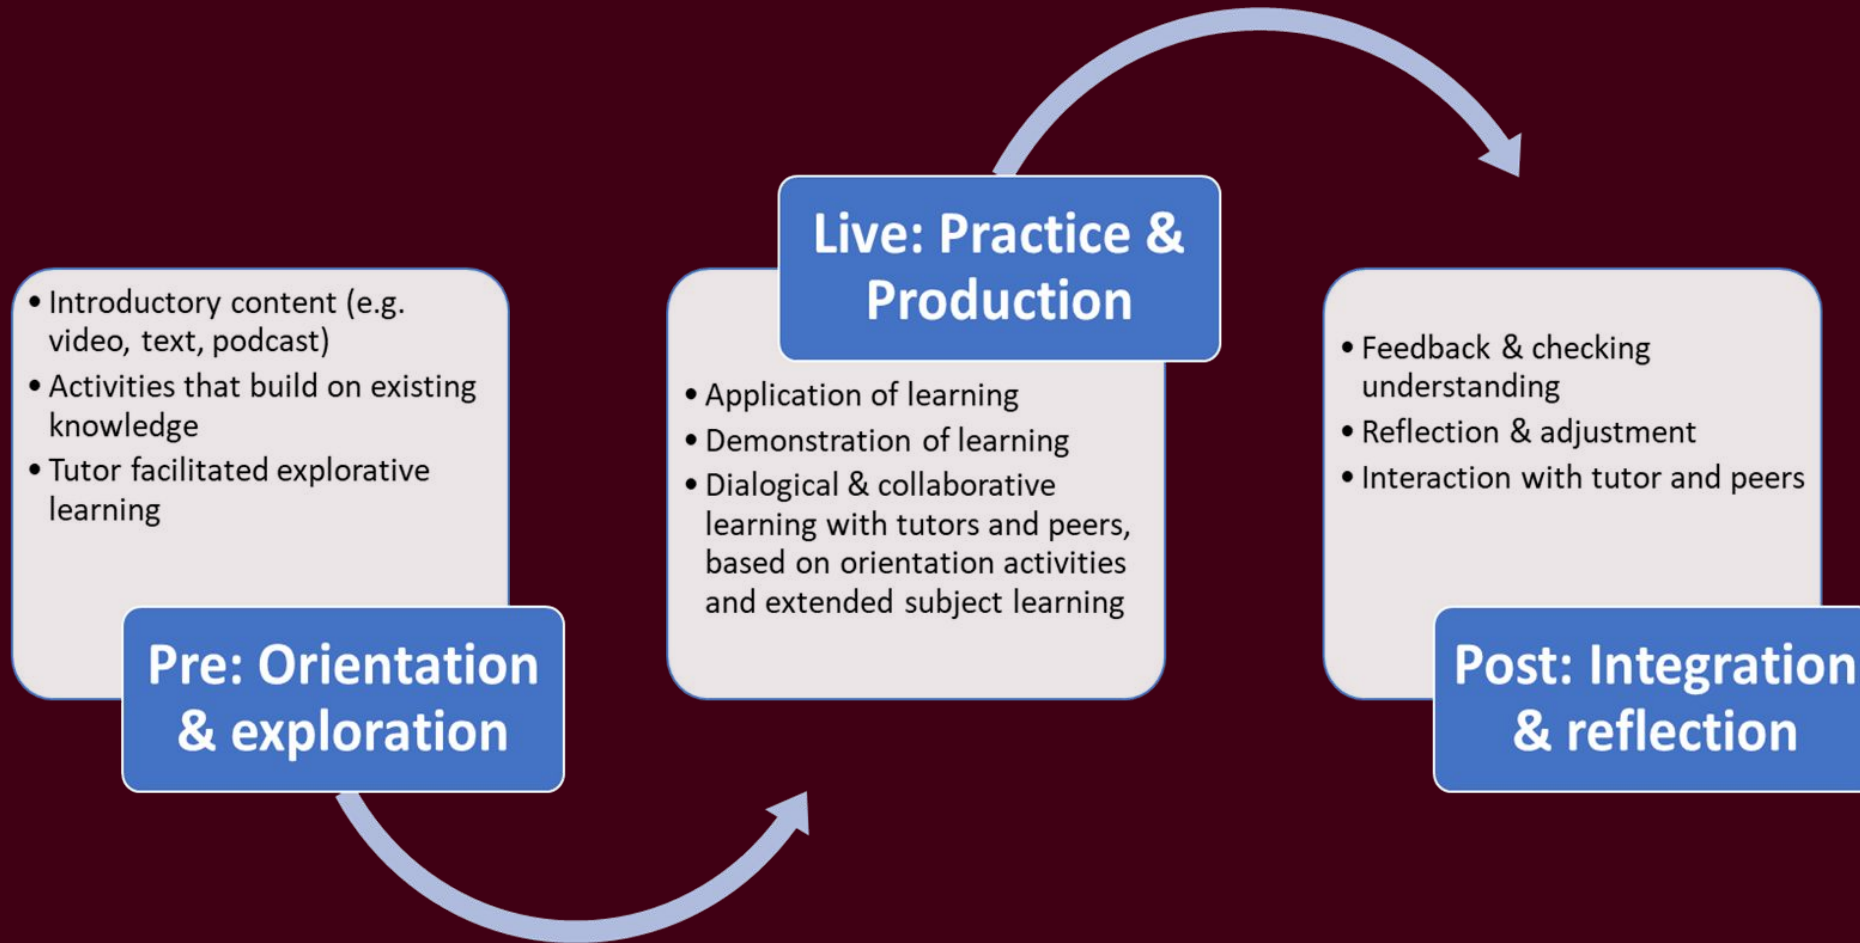 • Introductory content (e.g.
video, text, podcast)
• Activities that build on existing
knowledge
• Tutor facilitated explorative
learning
Pre: Orientation
& exploration
Live: Practice &
Production
• Application of learning
• Demonstration of learning
• Dialogical & collaborative
learning with tutors and peers,
based on orientation activities
and extended subject learning
• Feedback & checking
understanding
• Reflection & adjustment
• Interaction with tutor and peers
Post: Integration
& reflection